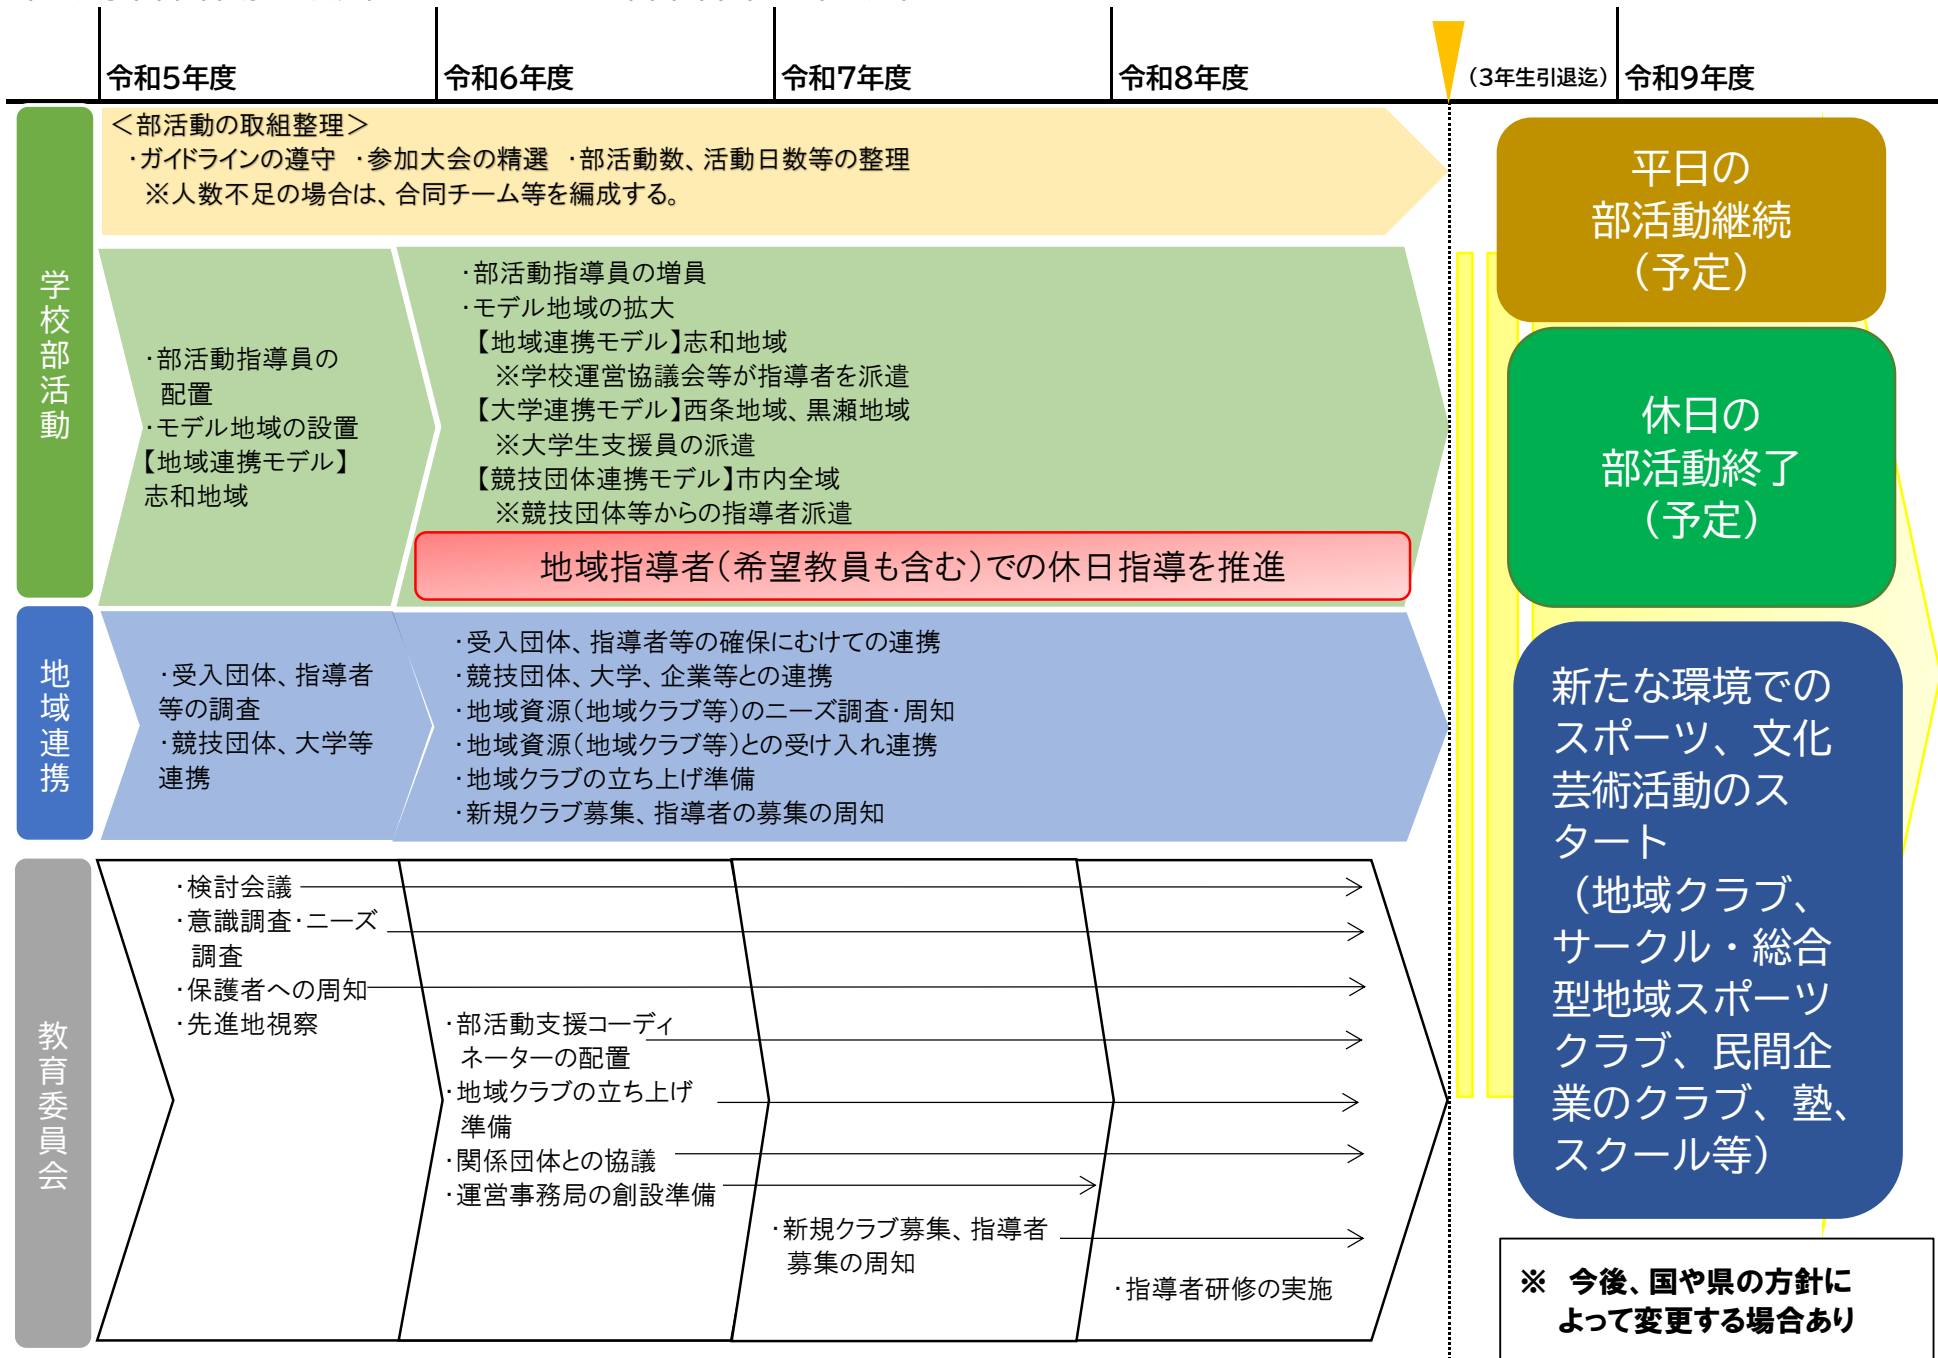 令和5年度
令和6年度
令和7年度
令和8年度
（3年生引退迄）
令和9年度
学校部活動
＜部活動の取組整理＞
・ガイドラインの遵守　・参加大会の精選　・部活動数、活動日数等の整理
※人数不足の場合は、合同チーム等を編成する。
・部活動指導員の
配置
・モデル地域の設置
【地域連携モデル】
志和地域
・部活動指導員の増員
・モデル地域の拡大
【地域連携モデル】志和地域
※学校運営協議会等が指導者を派遣
【大学連携モデル】西条地域、黒瀬地域
※大学生支援員の派遣
【競技団体連携モデル】市内全域
※競技団体等からの指導者派遣
地域指導者（希望教員も含む）での休日指導を推進
地域連携
・受入団体、指導者
等の調査
・競技団体、大学等
連携
・受入団体、指導者等の確保にむけての連携
・競技団体、大学、企業等との連携
・地域資源（地域クラブ等）のニーズ調査・周知
・地域資源（地域クラブ等）との受け入れ連携
・地域クラブの立ち上げ準備
・新規クラブ募集、指導者の募集の周知
教育委員会
・検討会議
・意識調査・ニーズ
調査
・保護者への周知
・先進地視察
・部活動支援コーディ
ネーターの配置
・地域クラブの立ち上げ
準備
・関係団体との協議
・運営事務局の創設準備
・新規クラブ募集、指導者
募集の周知
・指導者研修の実施
平日の
部活動継続
（予定）
休日の
部活動終了
（予定）
新たな環境での
スポーツ、文化
芸術活動のス
タート
（地域クラブ、
サークル・総合
型地域スポーツ
クラブ、民間企
業のクラブ、塾、
スクール等）
※　今後、国や県の方針に
よって変更する場合あり